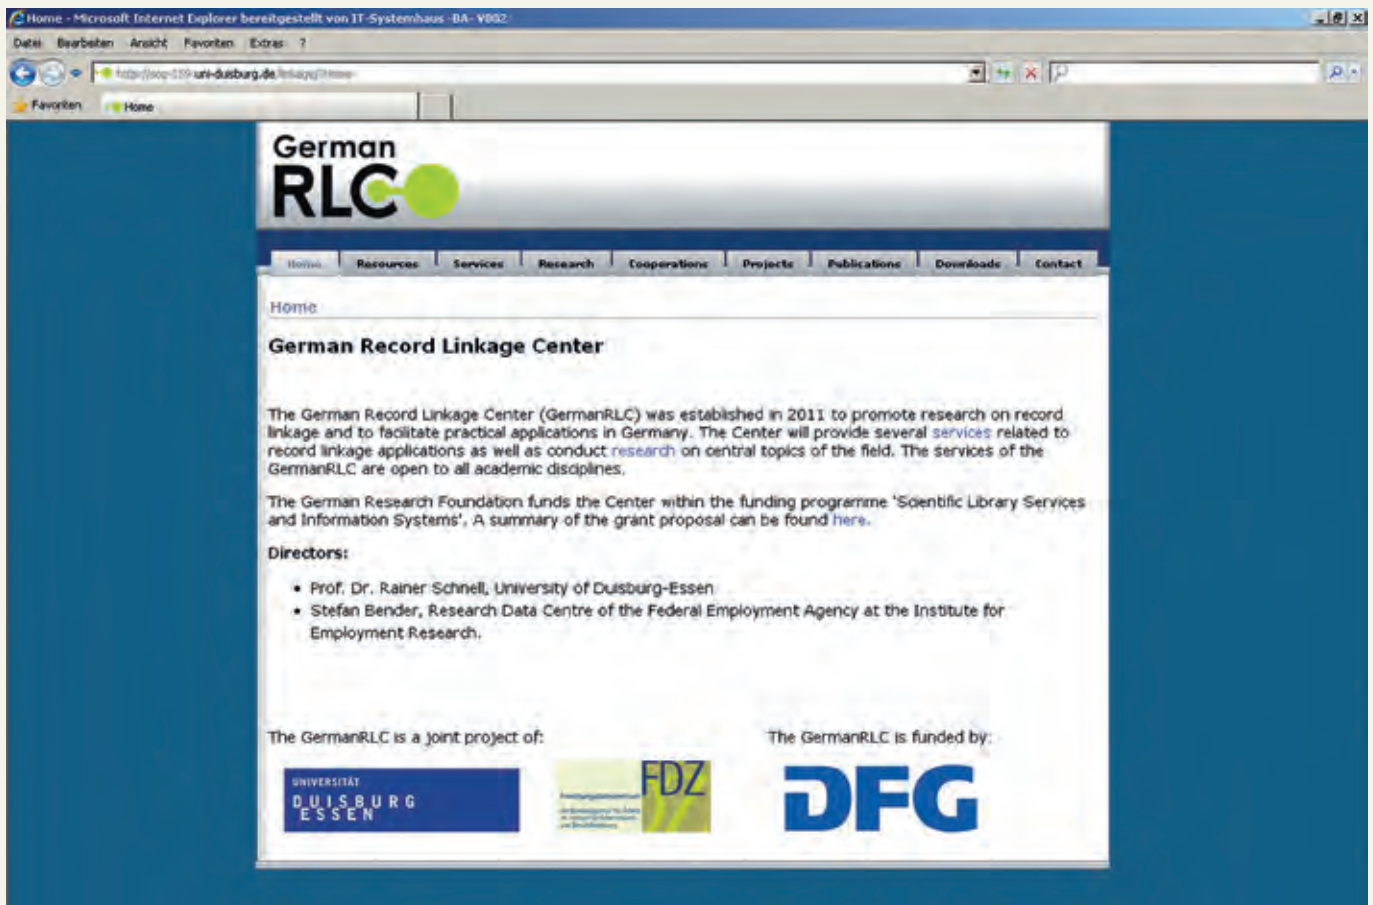 Home - Microsoft Internet Explorer bereitgestellt von IT-Systemhaus -BA- V002
Datei Bearbeiten Ansicht Favoriten Extras ?
uni-duisburg.de
Favoriten Home
German
RLC
Home Resources Services Research Cooperations Projects Publications Downloads Contact
Home
German Record Linkage Center
The German Record Linkage Center (GermanRLC) was established in 2011 to promote research on record
linkage and to facilitate practical applications in Germany. The Center will provide several services related to
record linkage applications as well as conduct research on central topics of the field. The services of the
GermanRLC are open to all academic disciplines.
The German Research Foundation funds the Center within the funding programme 'Scientific Library Services
and Information Systems'. A summary of the grant proposal can be found here.
Directors:
• Prof. Dr. Rainer Schnell, University of Duisburg-Essen
• Stefan Bender, Research Data Centre of the Federal Employment Agency at the Institute for
Employment Research.
The GermanRLC is a joint project of: The GermanRLC is funded by:
UNIVERSITÄT
DUISBURG
ESSEN
FDZ
DFG